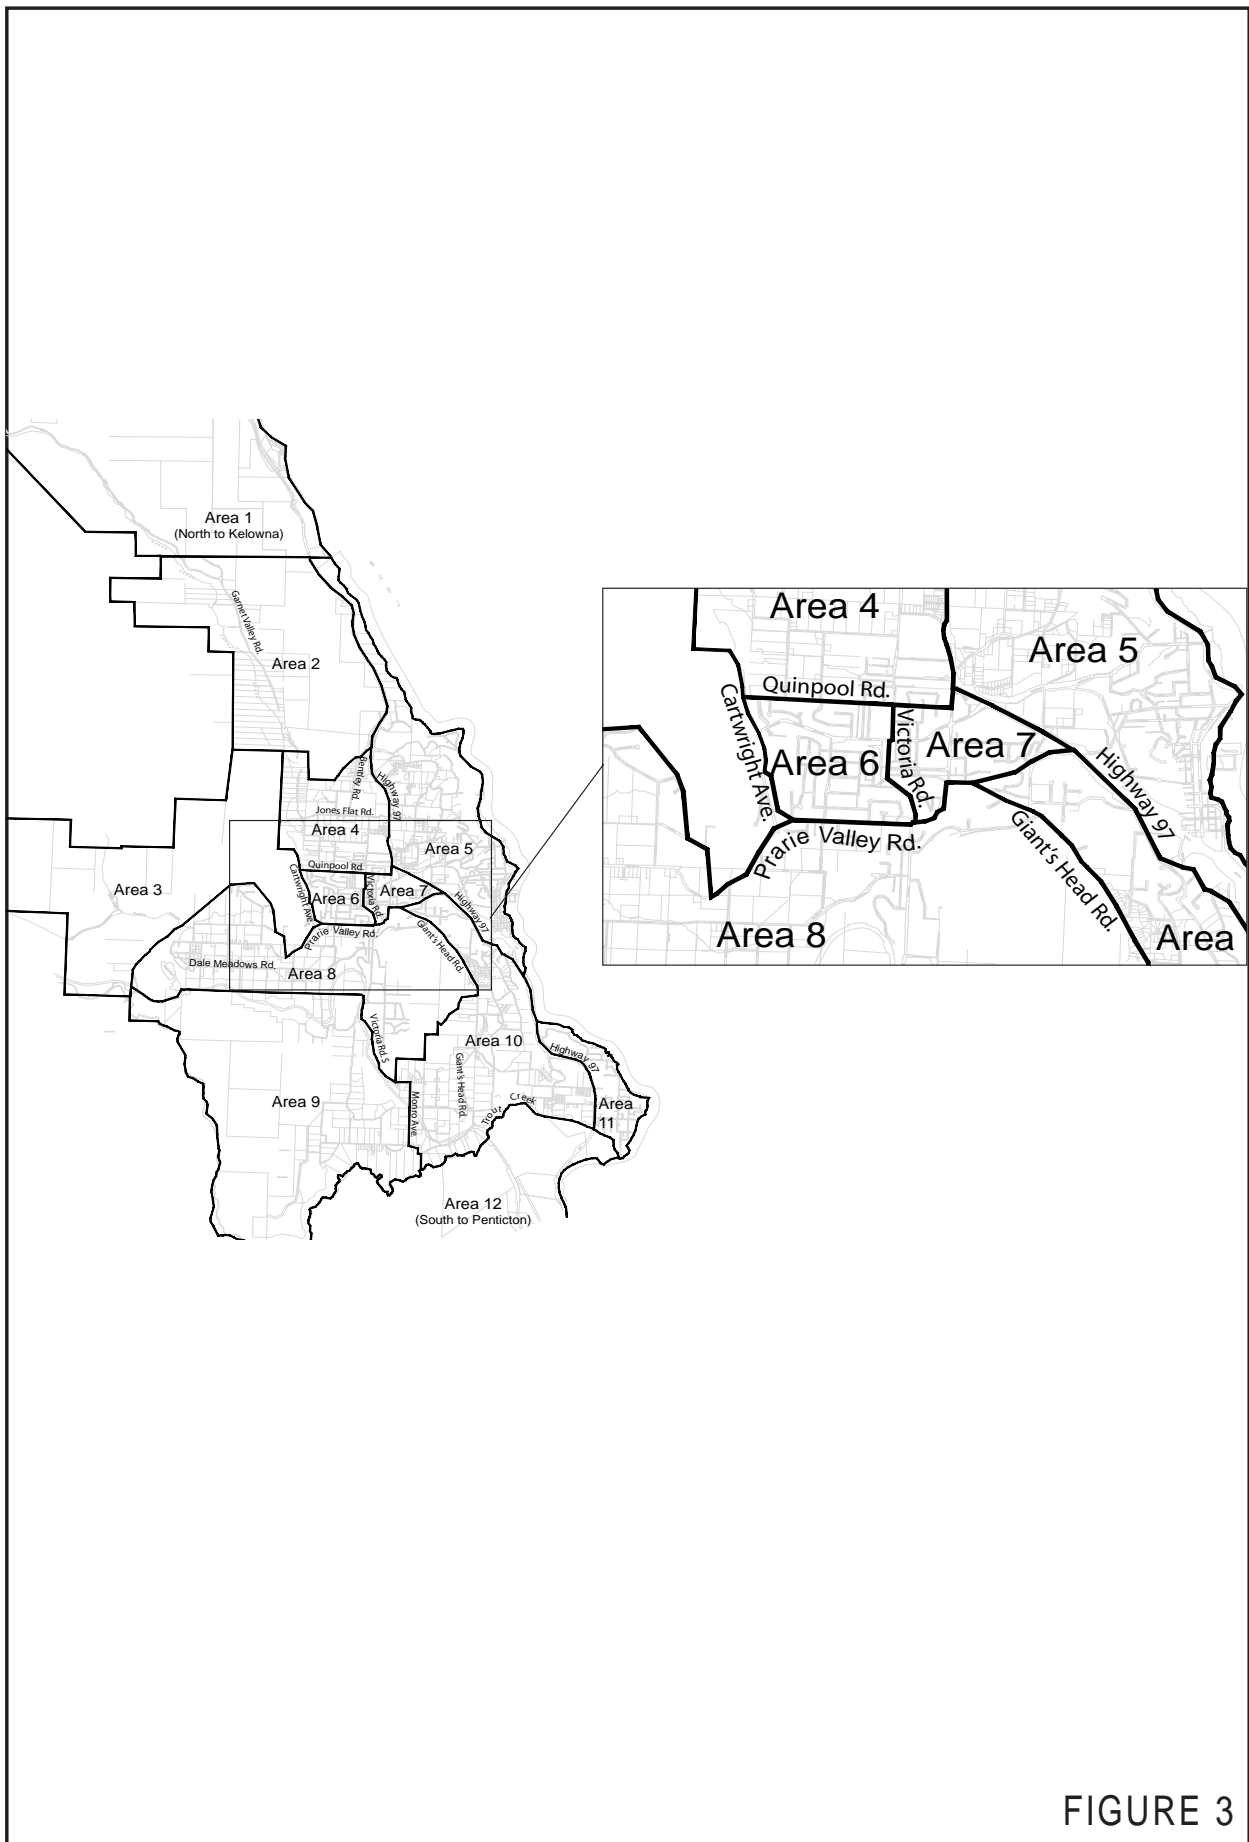 Area 1
(North to Kelowna)
Garnet Valley Rd.
Area 2
Bentley Rd.
Highway 97
Jones Flat Rd.
Area 4
Area 5
Quinpool Rd.
Area 3
Cartwright Ave.
Area 6
Victoria Rd.
Area 7
Highway 97
Prarie Valley Rd.
Giant's Head Rd.
Dale Meadows Rd.
Area 8
Victoria Rd. S
Area 10
Highway 97
Giant's Head Rd.
Area 9
Monro Ave.
Trout Creek
Area
11
Area 12
(South to Penticton)
Area 4
Area 5
Quinpool Rd.
Cartwright Ave.
Victoria Rd.
Area 7
Area 6
Highway 97
Prarie Valley Rd.
Giant's Head Rd.
Area 8
Area
FIGURE 3